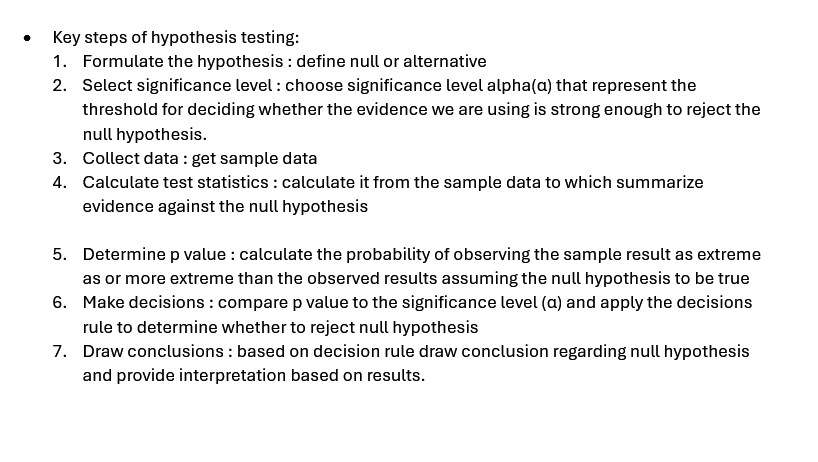 • Key steps of hypothesis testing:
1. Formulate the hypothesis : define null or alternative
2. Select significance level : choose significance level alpha(α) that represent the
threshold for deciding whether the evidence we are using is strong enough to reject the
null hypothesis.
3. Collect data : get sample data
4. Calculate test statistics : calculate it from the sample data to which summarize
evidence against the null hypothesis
5. Determine p value : calculate the probability of observing the sample result as extreme
as or more extreme than the observed results assuming the null hypothesis to be true
6. Make decisions : compare p value to the significance level (α) and apply the decisions
rule to determine whether to reject null hypothesis
7. Draw conclusions : based on decision rule draw conclusion regarding null hypothesis
and provide interpretation based on results.